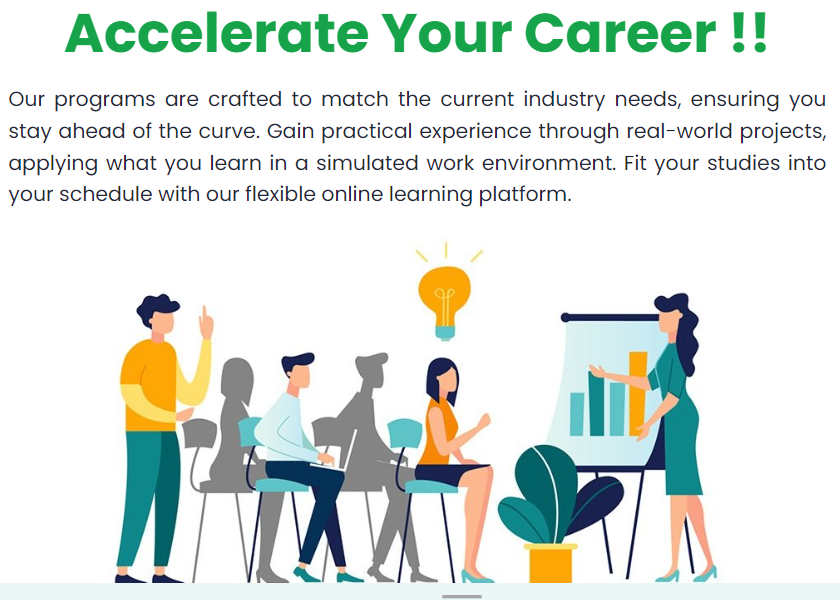 Accelerate Your Career !!
Our programs are crafted to match the current industry needs, ensuring you
stay ahead of the curve. Gain practical experience through real-world projects,
applying what you learn in a simulated work environment. Fit your studies into
your schedule with our flexible online learning platform.